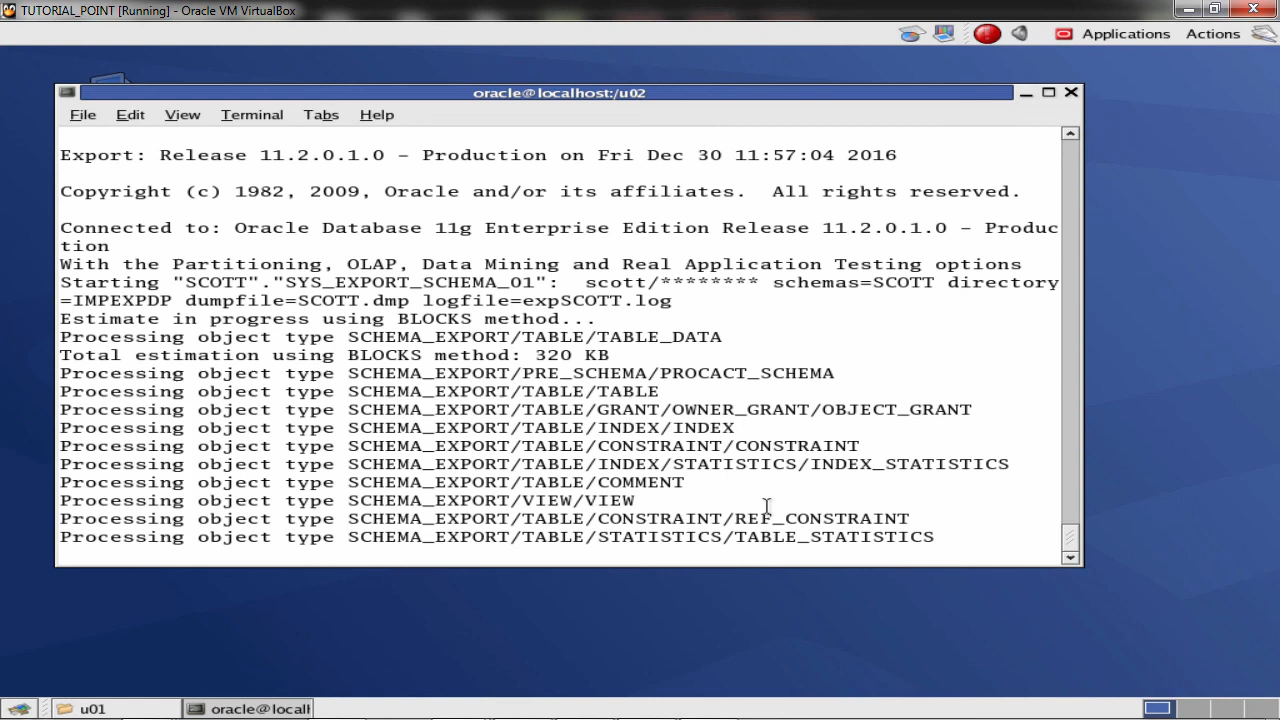 TUTORIAL_POINT [Running] - Oracle VM VirtualBox
Applications Actions
oracle@localhost:/u02
File Edit View Terminal Tabs Help
Export: Release 11.2.0.1.0 - Production on Fri Dec 30 11:57:04 2016
Copyright (c) 1982, 2009, Oracle and/or its affiliates.  All rights reserved.
Connected to: Oracle Database 11g Enterprise Edition Release 11.2.0.1.0 - Produc
tion
With the Partitioning, OLAP, Data Mining and Real Application Testing options
Starting "SCOTT"."SYS_EXPORT_SCHEMA_01":  scott/******** schemas=SCOTT directory
=IMPEXPDP dumpfile=SCOTT.dmp logfile=expSCOTT.log
Estimate in progress using BLOCKS method...
Processing object type SCHEMA_EXPORT/TABLE/TABLE_DATA
Total estimation using BLOCKS method: 320 KB
Processing object type SCHEMA_EXPORT/PRE_SCHEMA/PROCACT_SCHEMA
Processing object type SCHEMA_EXPORT/TABLE/TABLE
Processing object type SCHEMA_EXPORT/TABLE/GRANT/OWNER_GRANT/OBJECT_GRANT
Processing object type SCHEMA_EXPORT/TABLE/INDEX/INDEX
Processing object type SCHEMA_EXPORT/TABLE/CONSTRAINT/CONSTRAINT
Processing object type SCHEMA_EXPORT/TABLE/INDEX/STATISTICS/INDEX_STATISTICS
Processing object type SCHEMA_EXPORT/TABLE/COMMENT
Processing object type SCHEMA_EXPORT/VIEW/VIEW
Processing object type SCHEMA_EXPORT/TABLE/CONSTRAINT/REF_CONSTRAINT
Processing object type SCHEMA_EXPORT/TABLE/STATISTICS/TABLE_STATISTICS
u01 oracle@locall